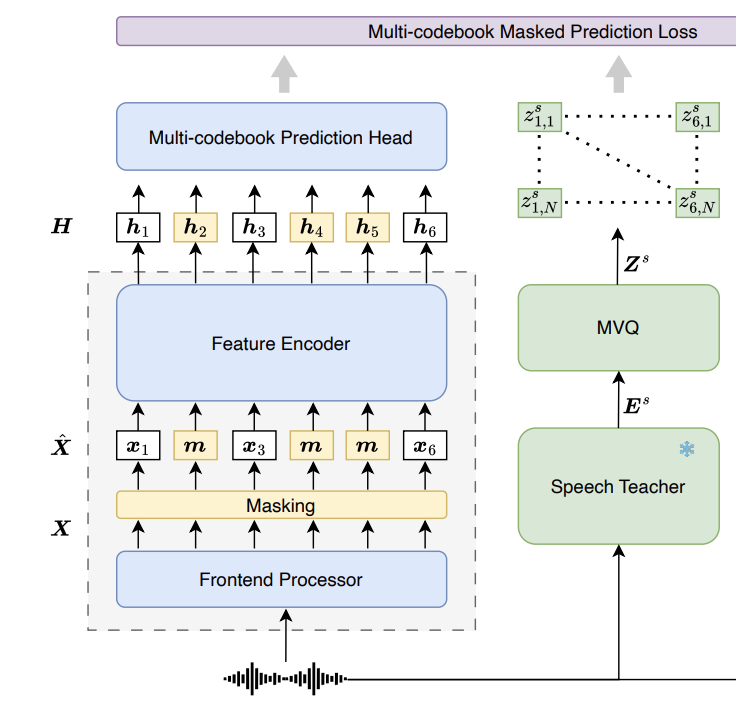 Multi-codebook Masked Prediction Loss
Multi-codebook Prediction Head
z^s_{1,1} z^s_{6,1}
z^s_{1,N} z^s_{6,N}
H h_1 h_2 h_3 h_4 h_5 h_6
Z^s
Feature Encoder
MVQ
E^s
X̂ x_1 m x_3 m m x_6
Speech Teacher
Masking
X
Frontend Processor